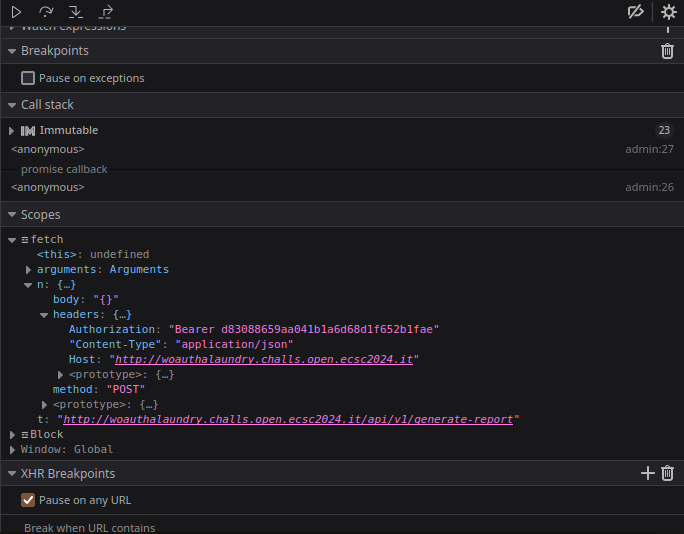 Watch expressions
Breakpoints
Pause on exceptions
Call stack
Immutable 23
<anonymous> admin:27
promise callback
<anonymous> admin:26
Scopes
fetch
<this>: undefined
arguments: Arguments
n: {…}
body: "{}"
headers: {…}
Authorization: "Bearer d83088659aa041b1a6d68d1f652b1fae"
"Content-Type": "application/json"
Host: "http://woauthalaundry.challs.open.ecsc2024.it"
<prototype>: {…}
method: "POST"
<prototype>: {…}
t: "http://woauthalaundry.challs.open.ecsc2024.it/api/v1/generate-report"
Block
Window: Global
XHR Breakpoints
Pause on any URL
Break when URL contains